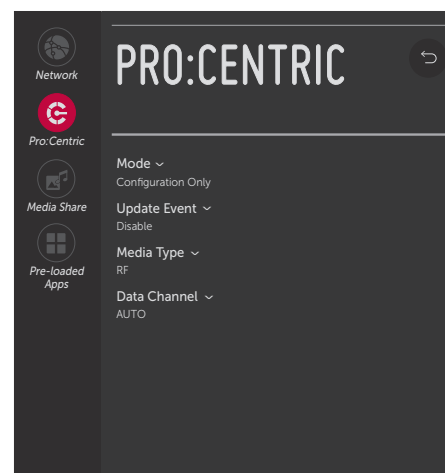 Network
Pro:Centric
Media Share
Pre-loaded
Apps
PRO:CENTRIC
Mode
Configuration Only
Update Event
Disable
Media Type
RF
Data Channel
AUTO